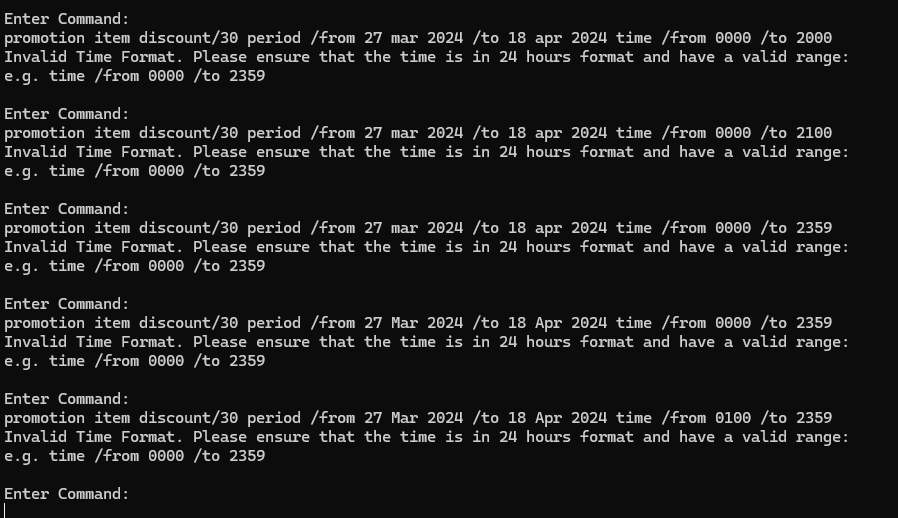 Enter Command:
promotion item discount/30 period /from 27 mar 2024 /to 18 apr 2024 time /from 0000 /to 2000
Invalid Time Format. Please ensure that the time is in 24 hours format and have a valid range:
e.g. time /from 0000 /to 2359
Enter Command:
promotion item discount/30 period /from 27 mar 2024 /to 18 apr 2024 time /from 0000 /to 2100
Invalid Time Format. Please ensure that the time is in 24 hours format and have a valid range:
e.g. time /from 0000 /to 2359
Enter Command:
promotion item discount/30 period /from 27 mar 2024 /to 18 apr 2024 time /from 0000 /to 2359
Invalid Time Format. Please ensure that the time is in 24 hours format and have a valid range:
e.g. time /from 0000 /to 2359
Enter Command:
promotion item discount/30 period /from 27 Mar 2024 /to 18 Apr 2024 time /from 0000 /to 2359
Invalid Time Format. Please ensure that the time is in 24 hours format and have a valid range:
e.g. time /from 0000 /to 2359
Enter Command:
promotion item discount/30 period /from 27 Mar 2024 /to 18 Apr 2024 time /from 0100 /to 2359
Invalid Time Format. Please ensure that the time is in 24 hours format and have a valid range:
e.g. time /from 0000 /to 2359
Enter Command: